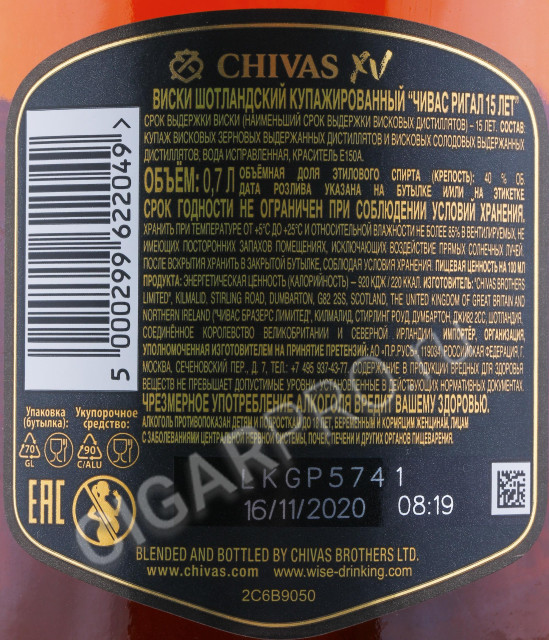 CHIVAS XV
ВИСКИ ШОТЛАНДСКИЙ КУПАЖИРОВАННЫЙ "ЧИВАС РИГАЛ 15 ЛЕТ"
СРОК ВЫДЕРЖКИ ВИСКИ (НАИМЕНЬШИЙ СРОК ВЫДЕРЖКИ ВИСКОВЫХ ДИСТИЛЛЯТОВ) – 15 ЛЕТ. СОСТАВ:
КУПАЖ ВИСКОВЫХ ЗЕРНОВЫХ ВЫДЕРЖАННЫХ ДИСТИЛЛЯТОВ И ВИСКОВЫХ СОЛОДОВЫХ ВЫДЕРЖАННЫХ
ДИСТИЛЛЯТОВ, ВОДА ИСПРАВЛЕННАЯ, КРАСИТЕЛЬ Е150А.
ОБЪЁМ: 0,7 Л ОБЪЁМНАЯ ДОЛЯ ЭТИЛОВОГО СПИРТА (КРЕПОСТЬ): 40 % ОБ.
ДАТА РОЗЛИВА УКАЗАНА НА БУТЫЛКЕ И/ИЛИ НА ЭТИКЕТКЕ.
СРОК ГОДНОСТИ НЕ ОГРАНИЧЕН ПРИ СОБЛЮДЕНИИ УСЛОВИЙ ХРАНЕНИЯ.
ХРАНИТЬ ПРИ ТЕМПЕРАТУРЕ ОТ +5°С ДО +25°С И ОТНОСИТЕЛЬНОЙ ВЛАЖНОСТИ НЕ БОЛЕЕ 85% В ВЕНТИЛИРУЕМЫХ, НЕ
ИМЕЮЩИХ ПОСТОРОННИХ ЗАПАХОВ ПОМЕЩЕНИЯХ, ИСКЛЮЧАЮЩИХ ВОЗДЕЙСТВИЕ ПРЯМЫХ СОЛНЕЧНЫХ ЛУЧЕЙ.
ПОСЛЕ ВСКРЫТИЯ ХРАНИТЬ В ЗАКРЫТОЙ БУТЫЛКЕ, СОБЛЮДАЯ УСЛОВИЯ ХРАНЕНИЯ. ПИЩЕВАЯ ЦЕННОСТЬ НА 100 МЛ
ПРОДУКТА: ЭНЕРГЕТИЧЕСКАЯ ЦЕННОСТЬ (КАЛОРИЙНОСТЬ) – 920 КДЖ / 220 ККАЛ. ИЗГОТОВИТЕЛЬ: "CHIVAS BROTHERS
LIMITED", KILMALID, STIRLING ROAD, DUMBARTON, G82 2SS, SCOTLAND, THE UNITED KINGDOM OF GREAT BRITAIN AND
NORTHERN IRELAND ("ЧИВАС БРАЗЕРС ЛИМИТЕД", КИЛМАЛИД, СТИРЛИНГ РОУД, ДУМБАРТОН, ДЖИ82 2СС, ШОТЛАНДИЯ,
СОЕДИНЁННОЕ КОРОЛЕВСТВО ВЕЛИКОБРИТАНИИ И СЕВЕРНОЙ ИРЛАНДИИ). ИМПОРТЁР, ОРГАНИЗАЦИЯ,
УПОЛНОМОЧЕННАЯ ИЗГОТОВИТЕЛЕМ НА ПРИНЯТИЕ ПРЕТЕНЗИЙ: АО «П.Р.РУСЬ», 119034 РОССИЙСКАЯ ФЕДЕРАЦИЯ, Г.
МОСКВА, СЕЧЕНОВСКИЙ ПЕР., Д. 7, ТЕЛ.: +7 495 937-43-77. СОДЕРЖАНИЕ В ПРОДУКЦИИ ВРЕДНЫХ ДЛЯ ЗДОРОВЬЯ
ВЕЩЕСТВ НЕ ПРЕВЫШАЕТ ДОПУСТИМЫЕ УРОВНИ, УСТАНОВЛЕННЫЕ В ДЕЙСТВУЮЩИХ НОРМАТИВНЫХ ДОКУМЕНТАХ.
ЧРЕЗМЕРНОЕ УПОТРЕБЛЕНИЕ АЛКОГОЛЯ ВРЕДИТ ВАШЕМУ ЗДОРОВЬЮ.
АЛКОГОЛЬ ПРОТИВОПОКАЗАН ДЕТЯМ И ПОДРОСТКАМ ДО 18 ЛЕТ, БЕРЕМЕННЫМ И КОРМЯЩИМ ЖЕНЩИНАМ, ЛИЦАМ
С ЗАБОЛЕВАНИЯМИ ЦЕНТРАЛЬНОЙ НЕРВНОЙ СИСТЕМЫ, ПОЧЕК, ПЕЧЕНИ И ДРУГИХ ОРГАНОВ ПИЩЕВАРЕНИЯ.
5 000299 622049 >
Упаковка (бутылка):
70
GL
Укупорочное средство:
90
C/ALU
EAC
LKGP5741
16/11/2020 08:19
BLENDED AND BOTTLED BY CHIVAS BROTHERS LTD.
www.chivas.com www.wise-drinking.com
2C6B9050
CIGARPRO.ru